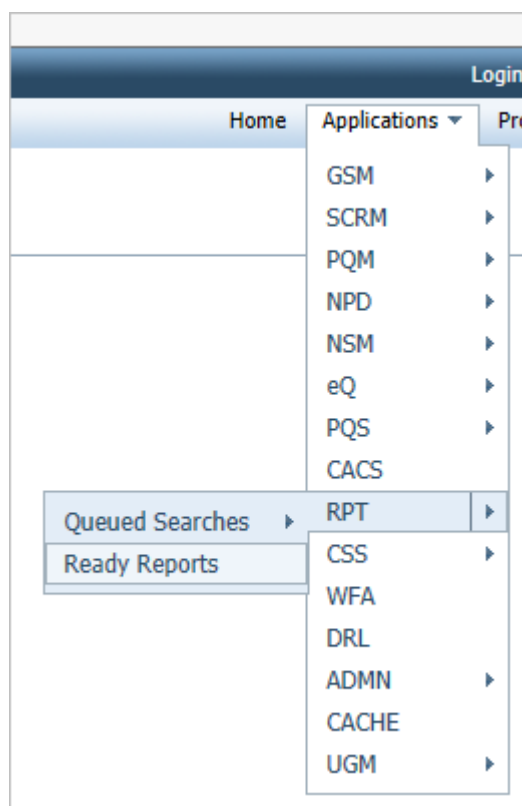 Login
Home Applications Pr
GSM
SCRM
PQM
NPD
NSM
eQ
PQS
CACS
Queued Searches RPT
Ready Reports CSS
WFA
DRL
ADMN
CACHE
UGM